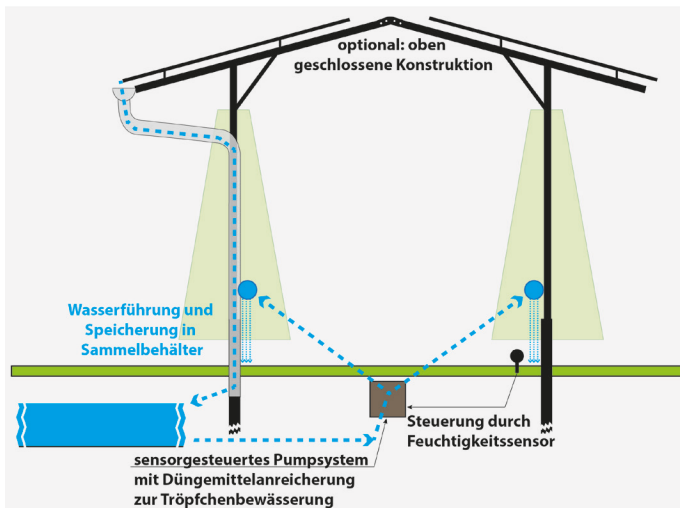 optional: oben
geschlossene Konstruktion
Wasserführung und
Speicherung in
Sammelbehälter
Steuerung durch
Feuchtigkeitssensor
sensorgesteuertes Pumpsystem
mit Düngemittelanreicherung
zur Tröpfchenbewässerung